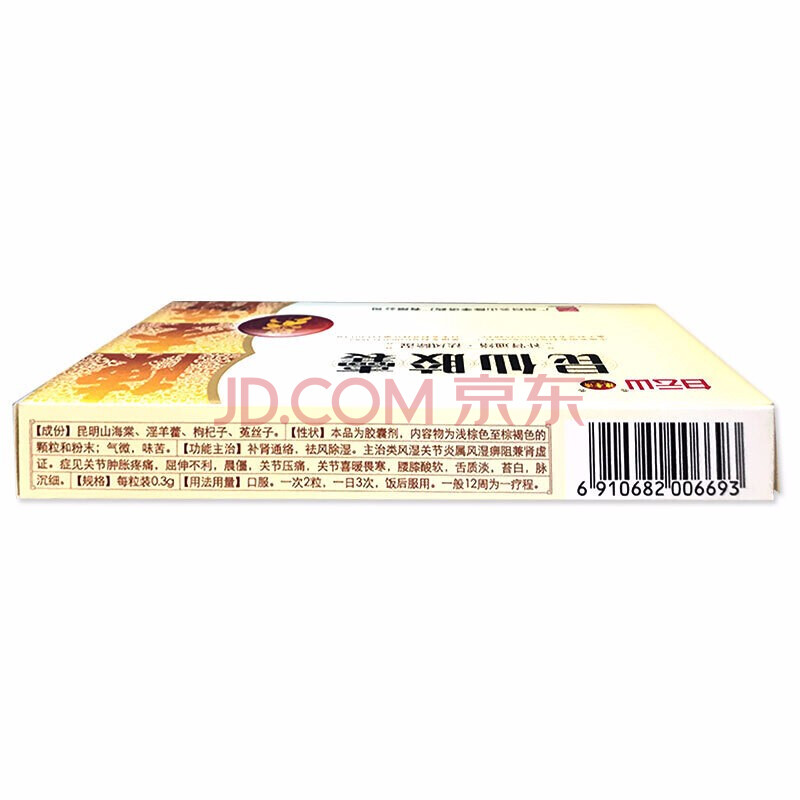 昆仙胶囊
白云山
JD.COM 京东
【成份】昆明山海棠、淫羊藿、枸杞子、菟丝子。【性状】本品为胶囊剂，内容物为浅棕色至棕褐色的
颗粒和粉末；气微，味苦。【功能主治】补肾通络，祛风除湿。主治类风湿关节炎属风湿痹阻兼肾虚
证。症见关节肿胀疼痛，屈伸不利，晨僵，关节压痛，关节喜暖畏寒，腰膝酸软，舌质淡，苔白，脉
沉细。【规格】每粒装0.3g【用法用量】口服。一次2粒，一日3次，饭后服用。一般12周为一疗程。
6 910682 006693